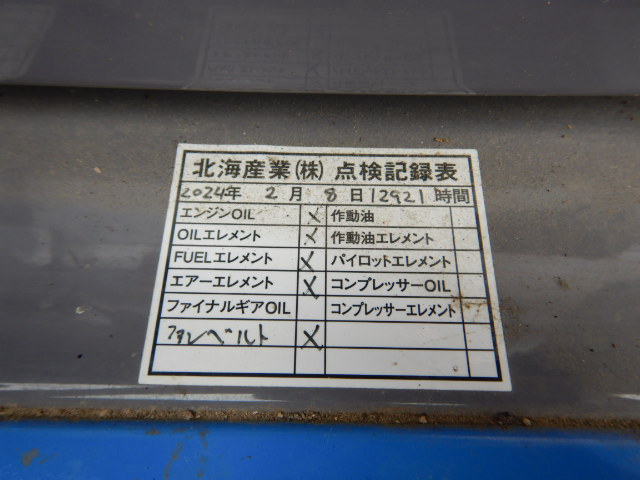 北海産業(株) 点検記録表
2024年 2月 8日 12921 時間
エンジンOIL ✓ 作動油
OILエレメント ✓ 作動油エレメント
FUELエレメント ✓ パイロットエレメント
エアーエレメント ✓ コンプレッサーOIL
ファイナルギアOIL コンプレッサーエレメント
ファンベルト ✓